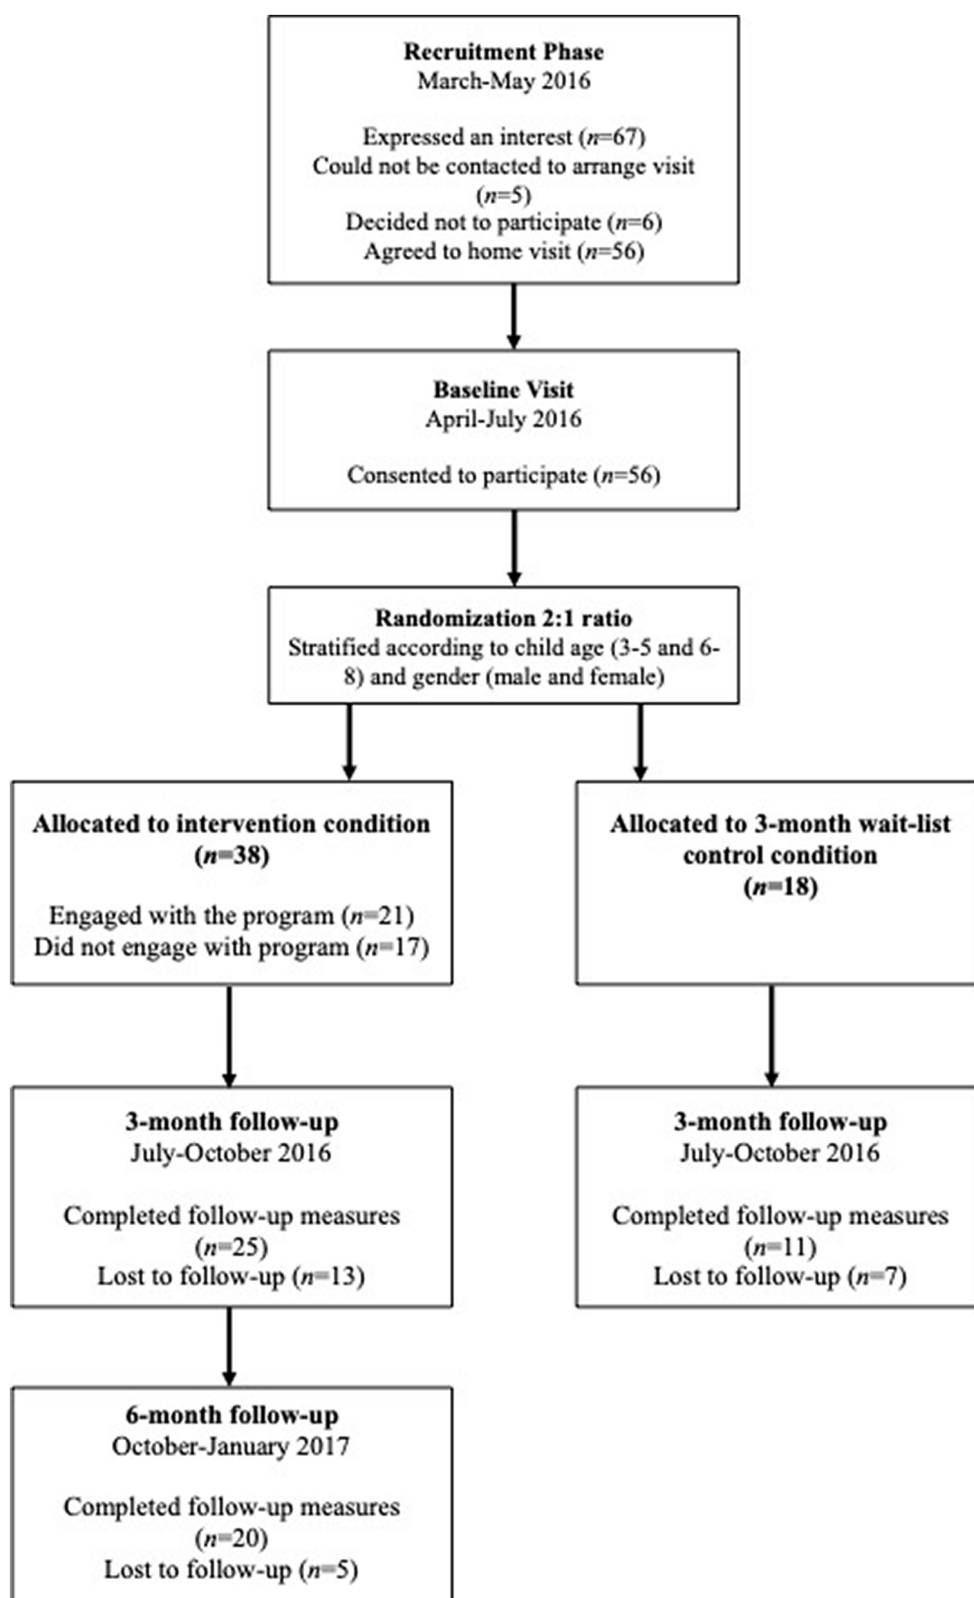 Recruitment Phase
March-May 2016
Expressed an interest (n=67)
Could not be contacted to arrange visit
(n=5)
Decided not to participate (n=6)
Agreed to home visit (n=56)
Baseline Visit
April-July 2016
Consented to participate (n=56)
Randomization 2:1 ratio
Stratified according to child age (3-5 and 6-
8) and gender (male and female)
Allocated to intervention condition
(n=38)
Engaged with the program (n=21)
Did not engage with program (n=17)
Allocated to 3-month wait-list
control condition
(n=18)
3-month follow-up
July-October 2016
Completed follow-up measures
(n=25)
Lost to follow-up (n=13)
3-month follow-up
July-October 2016
Completed follow-up measures
(n=11)
Lost to follow-up (n=7)
6-month follow-up
October-January 2017
Completed follow-up measures
(n=20)
Lost to follow-up (n=5)